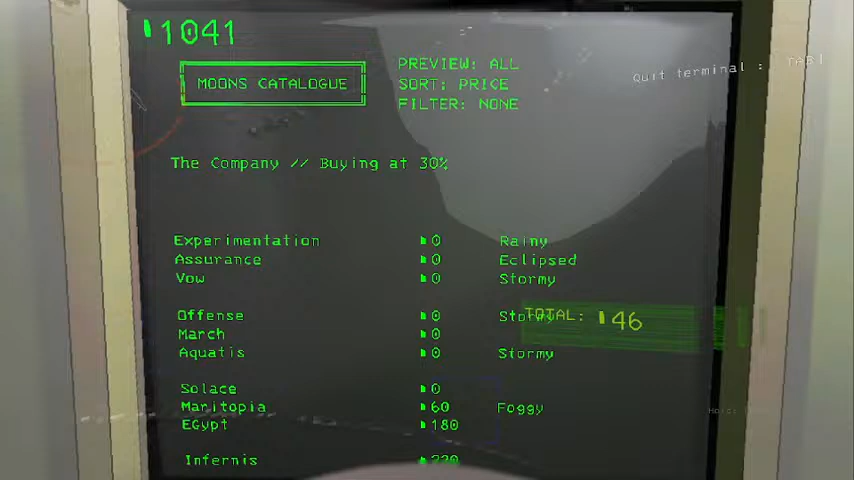 ▮1041
MOONS CATALOGUE
PREVIEW: ALL
SORT: PRICE
FILTER: NONE
Quit terminal : [TAB]
The Company // Buying at 30%
Experimentation ▮0 Rainy
Assurance ▮0 Eclipsed
Vow ▮0 Stormy
Offense ▮0 Stormy
TOTAL: ▮46
March ▮0
Aquatis ▮0 Stormy
Solace ▮0
Maritopia ▮60 Foggy
EGypt ▮180
Infernis